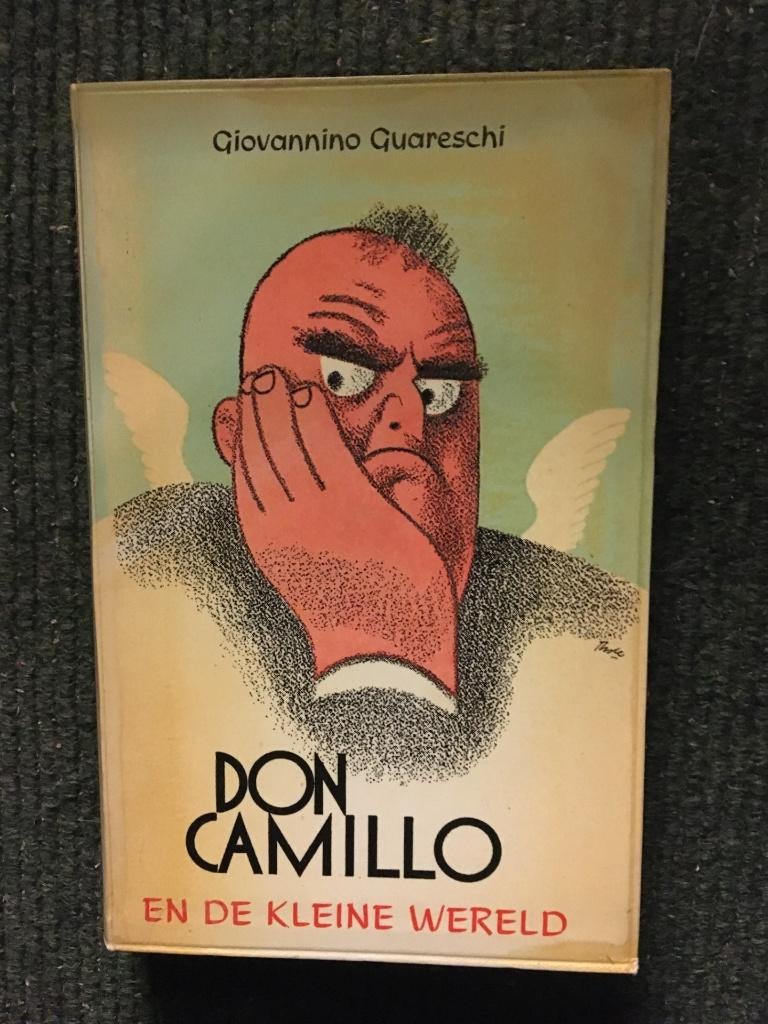 Giovannino Guareschi
DON
CAMILLO
EN DE KLEINE WERELD